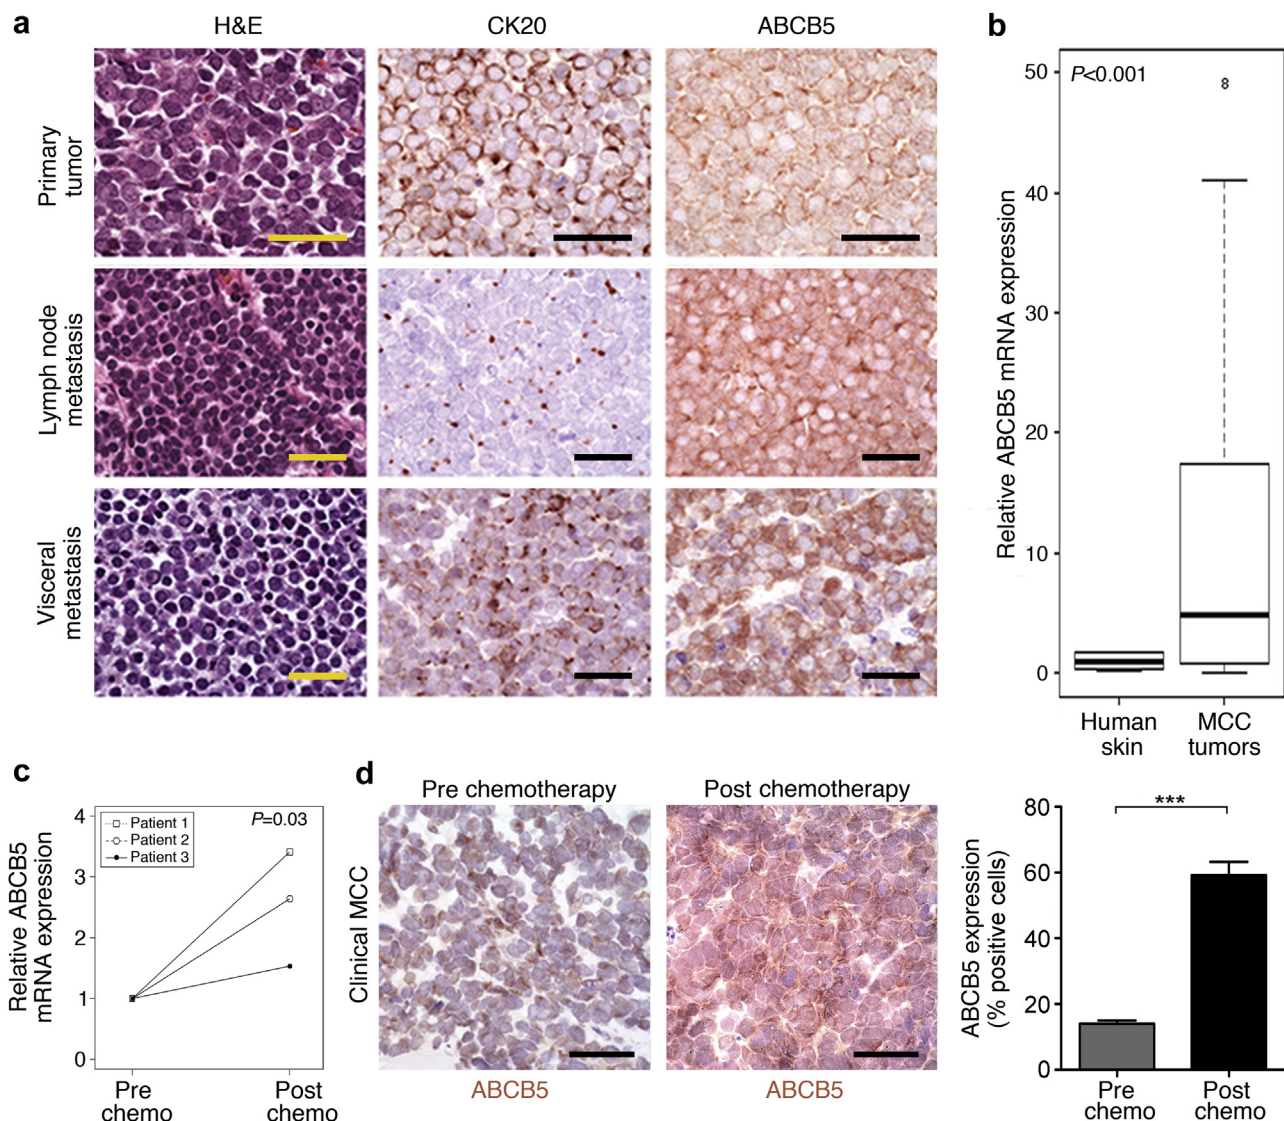 a
H&E
CK20
ABCB5
Primary
tumor
Lymph node
metastasis
Visceral
metastasis
b
P<0.001
8
Relative ABCB5 mRNA expression
50
40
30
20
10
0
Human
skin
MCC
tumors
c
Relative ABCB5
mRNA expression
4
3
2
1
0
Patient 1
Patient 2
Patient 3
P=0.03
Pre
chemo
Post
chemo
d
Pre chemotherapy
Post chemotherapy
Clinical MCC
ABCB5
ABCB5
ABCB5 expression
(% positive cells)
80
60
40
20
0
***
Pre
chemo
Post
chemo